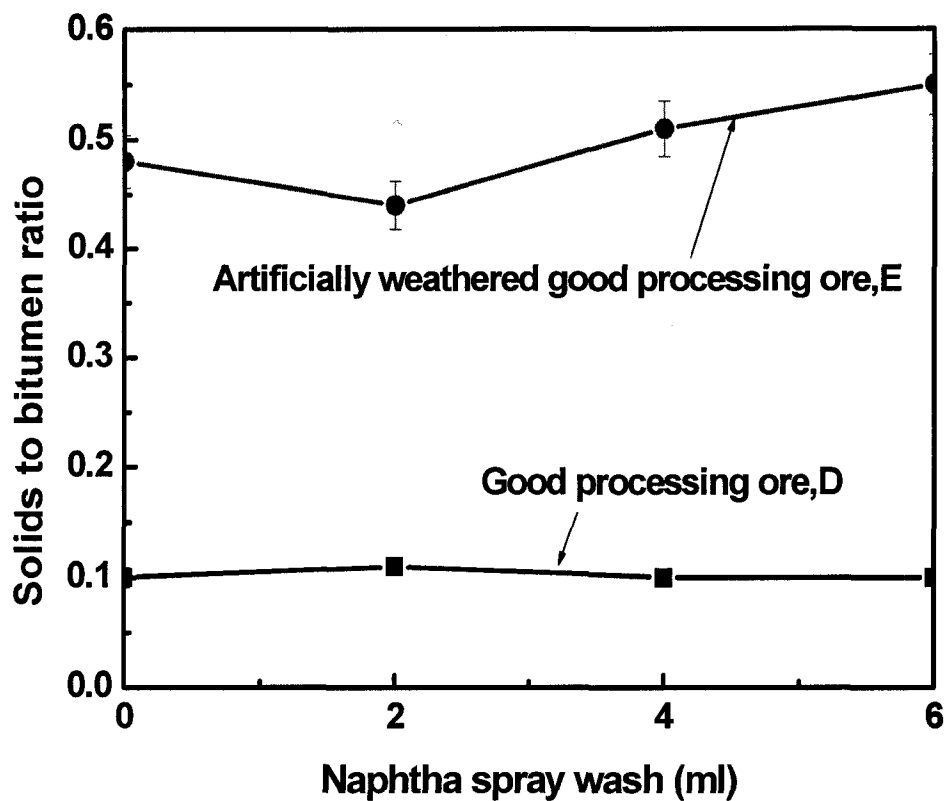 0.6
0.5
0.4
0.3
0.2
0.1
0.0
Solids to bitumen ratio
Artificially weathered good processing ore,E
Good processing ore,D
0 2 4 6
Naphtha spray wash (ml)